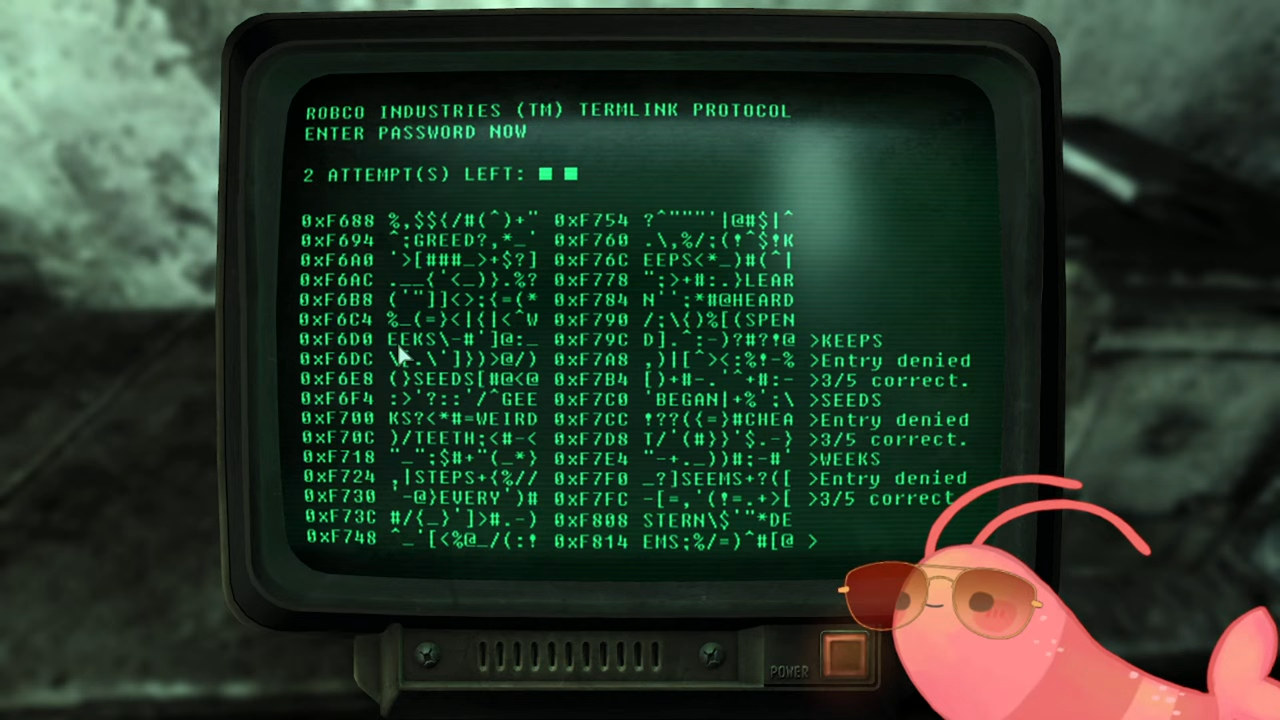 ROBCO INDUSTRIES (TM) TERMLINK PROTOCOL
ENTER PASSWORD NOW
2 ATTEMPT(S) LEFT: ■ ■
0xF688 %,$${/#(^)+" 0xF754 ?^"""'|@#$|^
0xF694 ^;GREED?,*_' 0xF760 .\,%/;(!^$!K
0xF6A0 '>[###_>+$?] 0xF76C EEPS<*_)#(^|
0xF6AC .__{'<_)}.%? 0xF778 ":>+#:.}LEAR
0xF6B8 ('"]]<>;{=(* 0xF784 N'';*#@HEARD
0xF6C4 %_(=}<|{|<^W 0xF790 /;\{)%[(SPEN
0xF6D0 EEKS\-#']@:_ 0xF79C D].^:-)?#?!@ >KEEPS
0xF6DC \,.\']})>@/) 0xF7A8 ,)|[^><:%!-% >Entry denied
0xF6E8 (}SEEDS[#@<@ 0xF7B4 [)+#-.'^+#:- >3/5 correct.
0xF6F4 :>'?::'/^GEE 0xF7C0 'BEGAN|+%':\ >SEEDS
0xF700 KS?<*#=WEIRD 0xF7CC !??({=}#CHEA >Entry denied
0xF70C )/TEETH;<#-< 0xF7D8 T/'(#}}'$.-} >3/5 correct.
0xF718 "_";$#+"(_*} 0xF7E4 "-+._))#;-#' >WEEKS
0xF724 ,|STEPS+{%// 0xF7F0 _?]SEEMS+?([ >Entry denied
0xF730 '-@}EVERY')# 0xF7FC -[=,'(!=.+>[ >3/5 correct
0xF73C #/{_}']>#.-) 0xF808 STERN\$'"*DE
0xF748 ^_'[<%@_/(:! 0xF814 EMS;%/=)^#[@ >
POWER